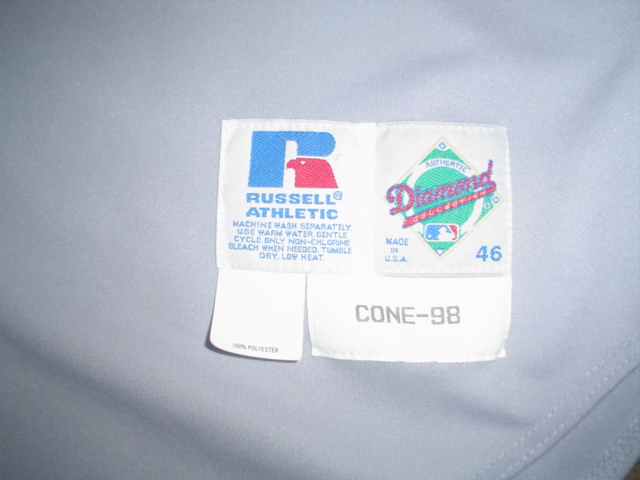 RUSSELL®
ATHLETIC
MACHINE WASH SEPARATELY.
USE WARM WATER, GENTLE
CYCLE. ONLY NON-CHLORINE
BLEACH WHEN NEEDED. TUMBLE
DRY, LOW HEAT.
AUTHENTIC
Diamond
COLLECTION
MADE
IN
U.S.A.
46
100% POLYESTER
CONE-98